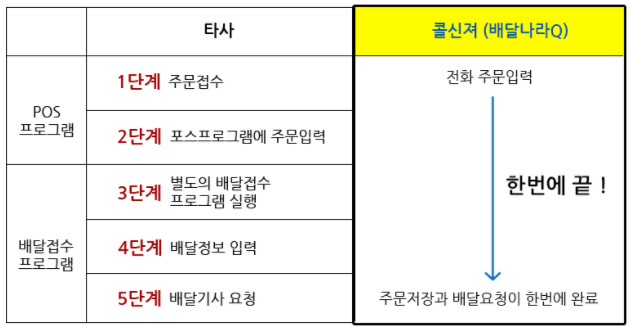 타사
콜신져 (배달나라Q)
POS
프로그램
1단계 주문접수
2단계 포스프로그램에 주문입력
배달접수
프로그램
3단계 별도의 배달접수
프로그램 실행
4단계 배달정보 입력
5단계 배달기사 요청
전화 주문입력
한번에 끝 !
주문저장과 배달요청이 한번에 완료